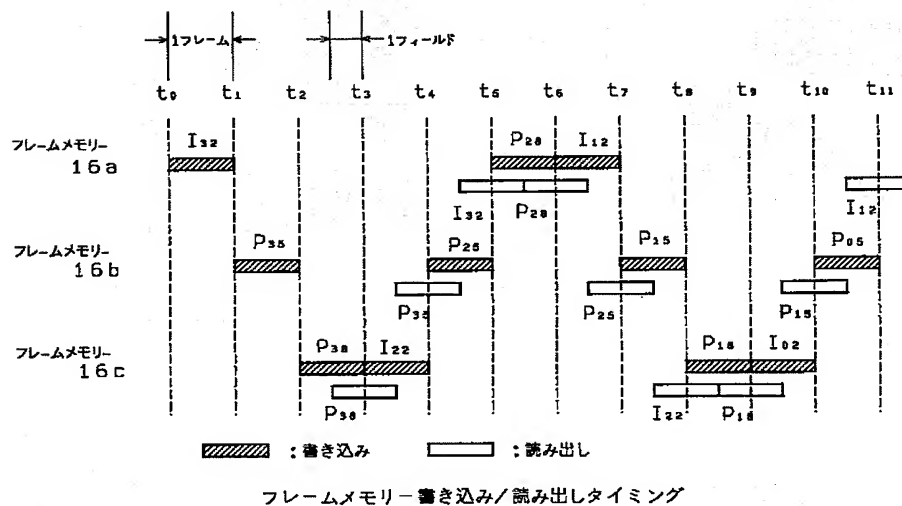 1フレーム 1フィールド
t0 t1 t2 t3 t4 t5 t6 t7 t8 t9 t10 t11
I32 P28 I12
フレームメモリー
16a
I32 P28 I12
P35 P25 P15 P05
フレームメモリー
16b
P35 P25 P15
P38 I22 P18 I02
フレームメモリー
16c
P38 I22 P18
:書き込み :読み出し
フレームメモリー書き込み/読み出しタイミング